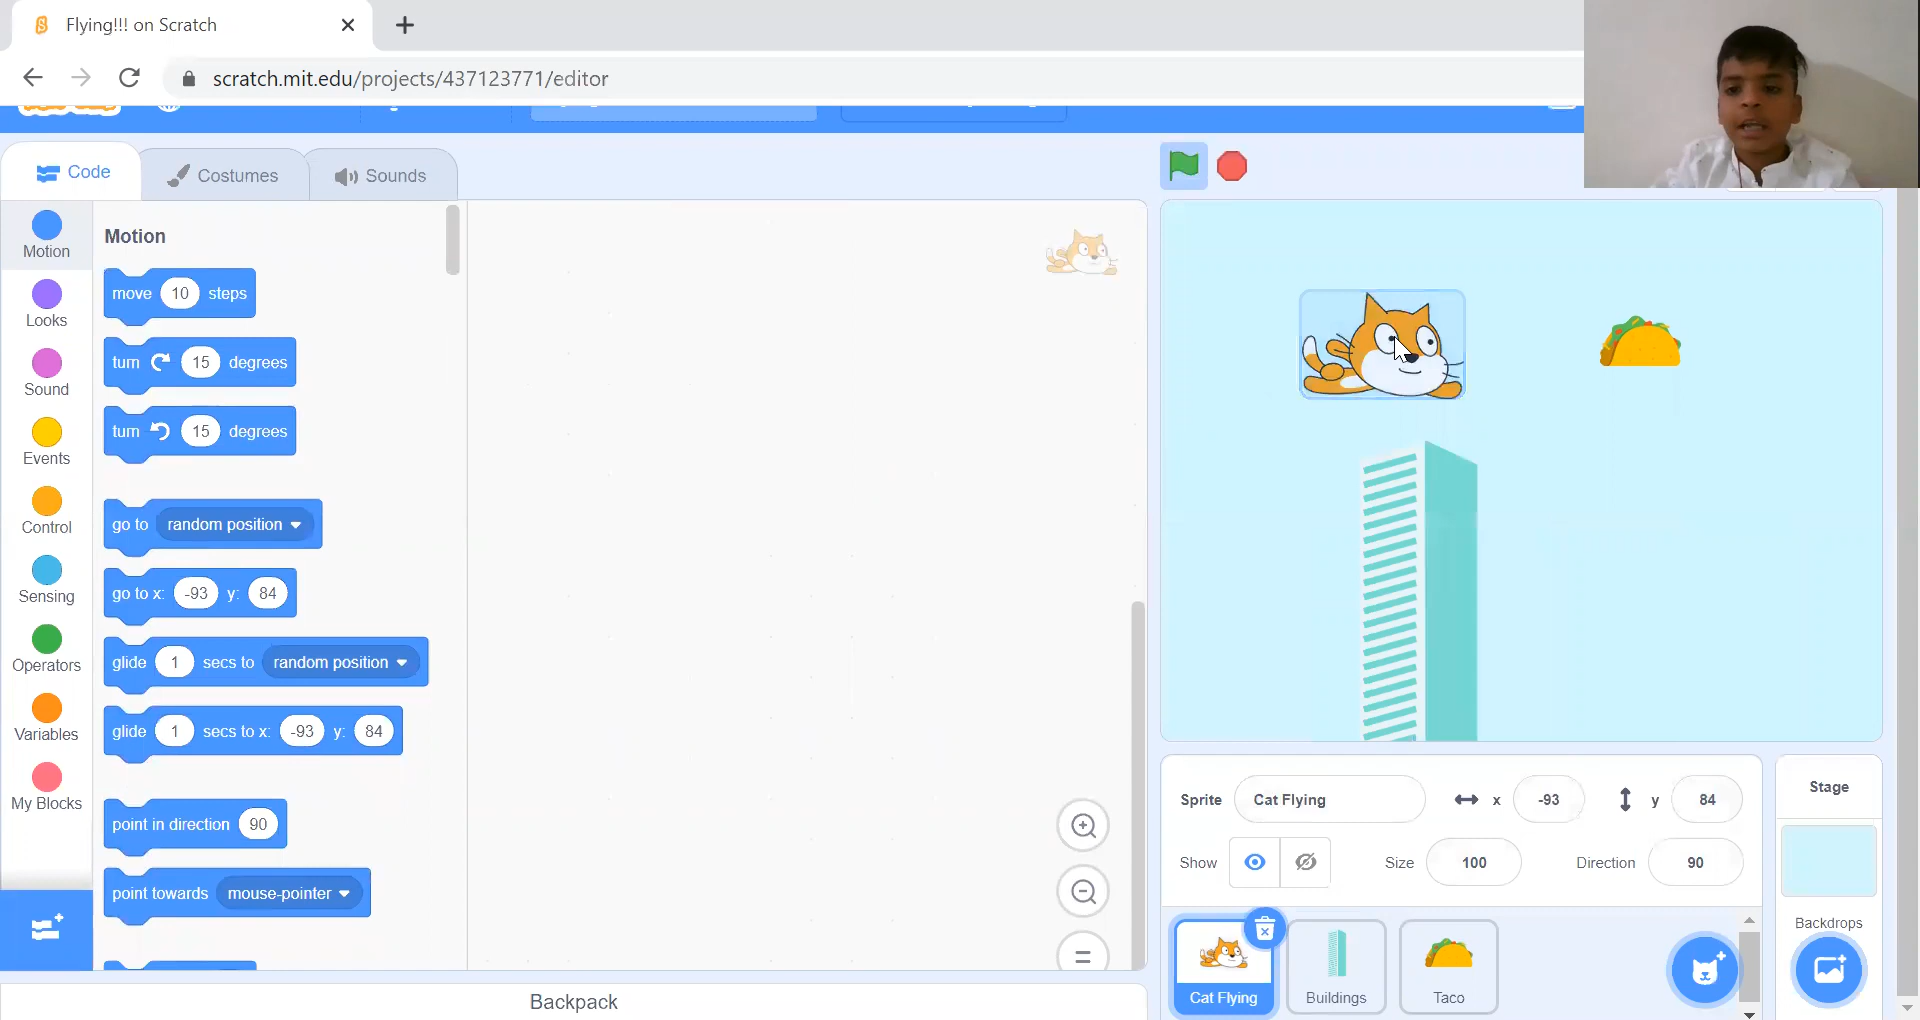 Flying!!! on Scratch
scratch.mit.edu/projects/437123771/editor
Code
Costumes
Sounds
Motion
Looks
Sound
Events
Control
Sensing
Operators
Variables
My Blocks
Motion
move 10 steps
turn 15 degrees
turn 15 degrees
go to random position
go to x: -93 y: 84
glide 1 secs to random position
glide 1 secs to x: -93 y: 84
point in direction 90
point towards mouse-pointer
Backpack
Sprite Cat Flying x -93 y 84
Show Size 100 Direction 90
Cat Flying
Buildings
Taco
Stage
Backdrops